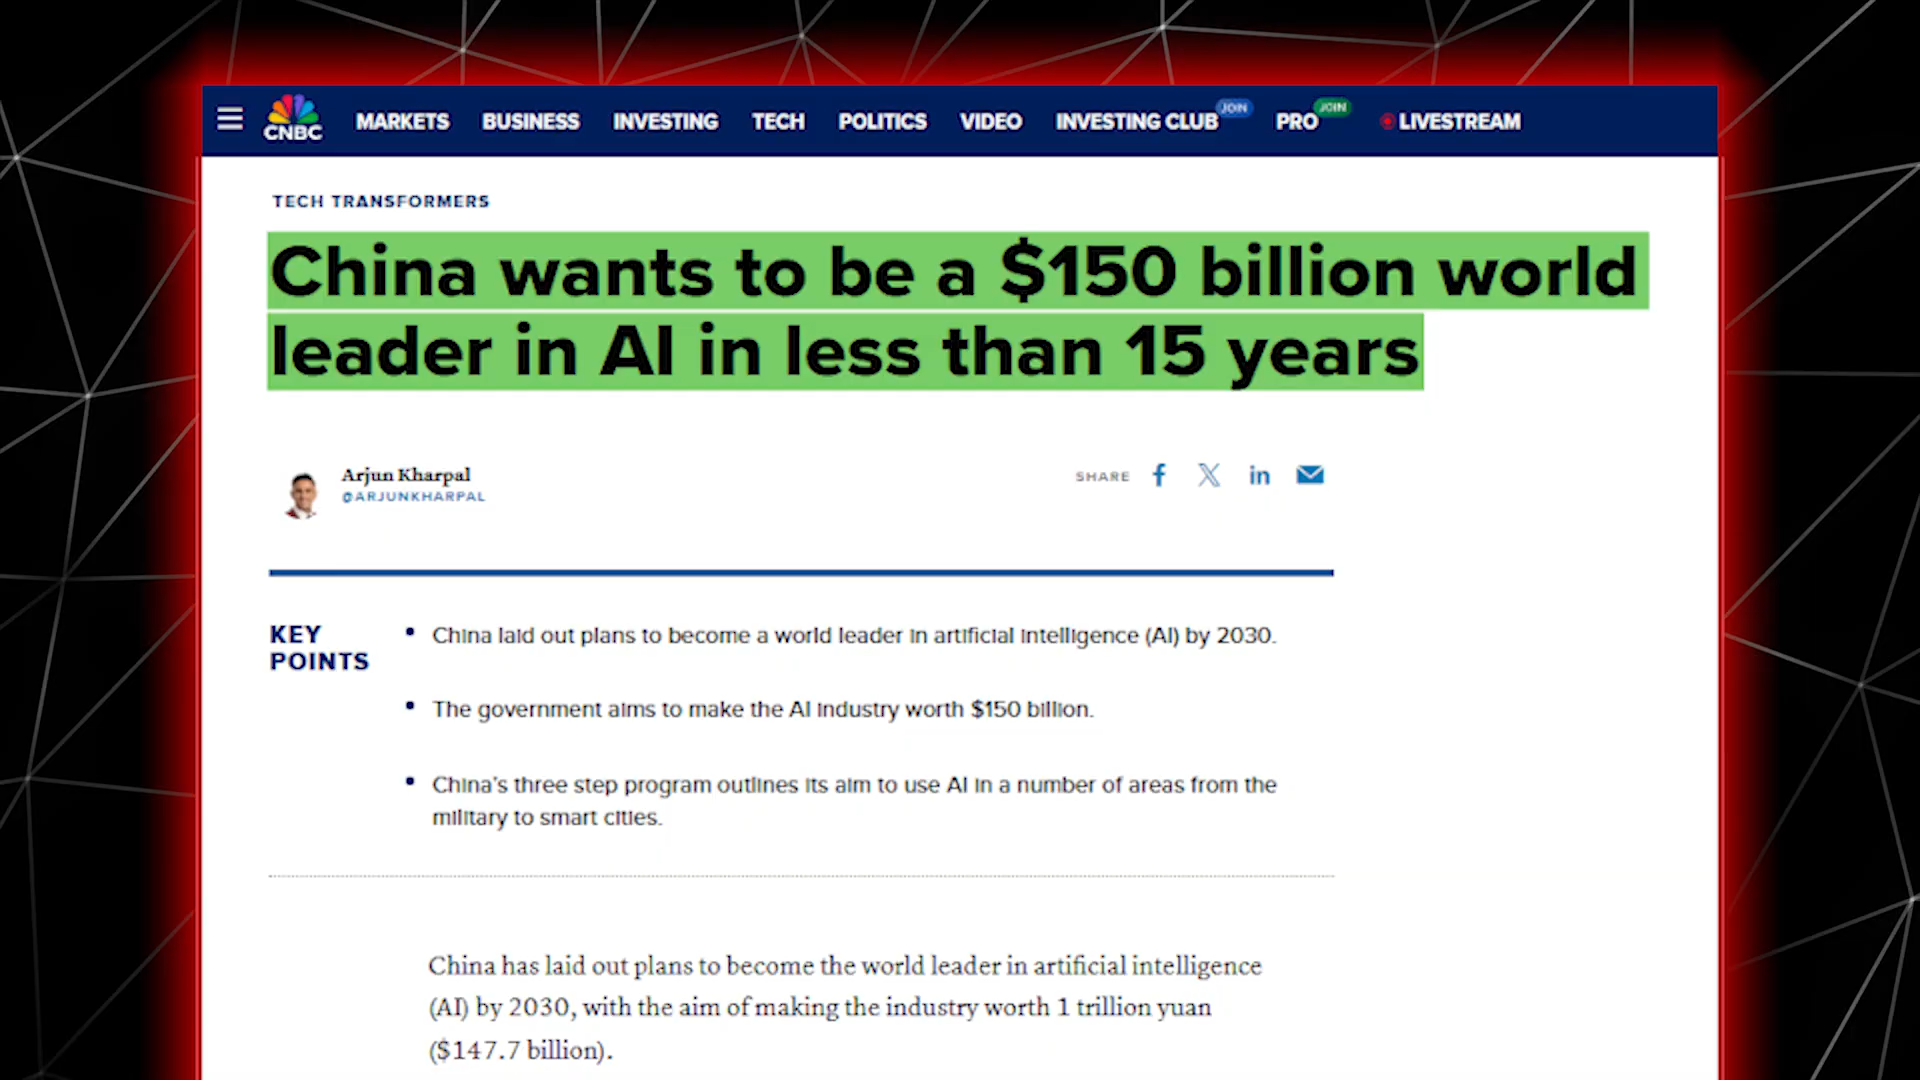 CNBC
MARKETS BUSINESS INVESTING TECH POLITICS VIDEO INVESTING CLUB JOIN PRO JOIN LIVESTREAM
TECH TRANSFORMERS
China wants to be a $150 billion world
leader in AI in less than 15 years
Arjun Kharpal
@ARJUNKHARPAL
SHARE
KEY
POINTS
• China laid out plans to become a world leader in artificial intelligence (AI) by 2030.
• The government aims to make the AI industry worth $150 billion.
• China's three step program outlines its aim to use AI in a number of areas from the
military to smart cities.
China has laid out plans to become the world leader in artificial intelligence
(AI) by 2030, with the aim of making the industry worth 1 trillion yuan
($147.7 billion).